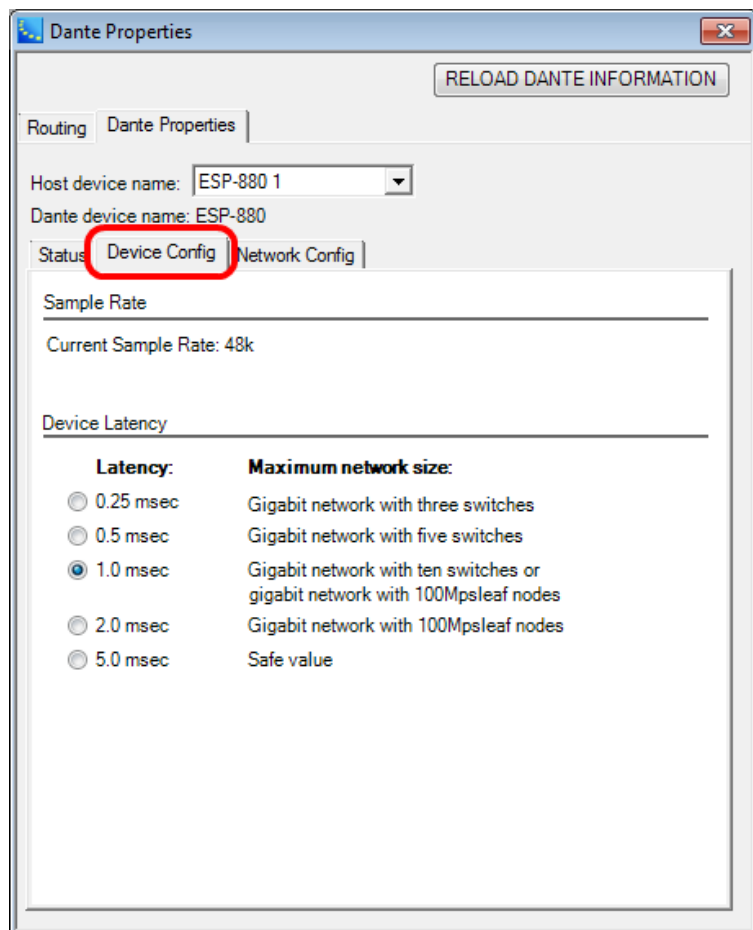 Dante Properties
RELOAD DANTE INFORMATION
Routing Dante Properties
Host device name: ESP-880 1
Dante device name: ESP-880
Status Device Config Network Config
Sample Rate
Current Sample Rate: 48k
Device Latency
Latency: Maximum network size:
0.25 msec Gigabit network with three switches
0.5 msec Gigabit network with five switches
1.0 msec Gigabit network with ten switches or
gigabit network with 100Mpsleaf nodes
2.0 msec Gigabit network with 100Mpsleaf nodes
5.0 msec Safe value